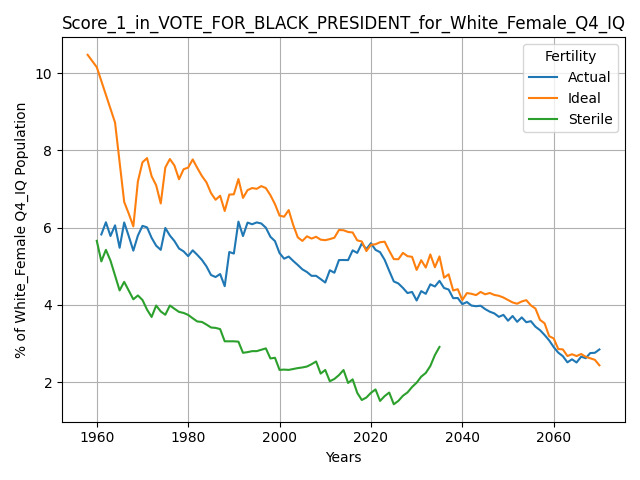 Score_1_in_VOTE_FOR_BLACK_PRESIDENT_for_White_Female_Q4_IQ
Fertility
Actual
Ideal
Sterile
% of White_Female Q4_IQ Population
10
8
6
4
2
1960 1980 2000 2020 2040 2060
Years